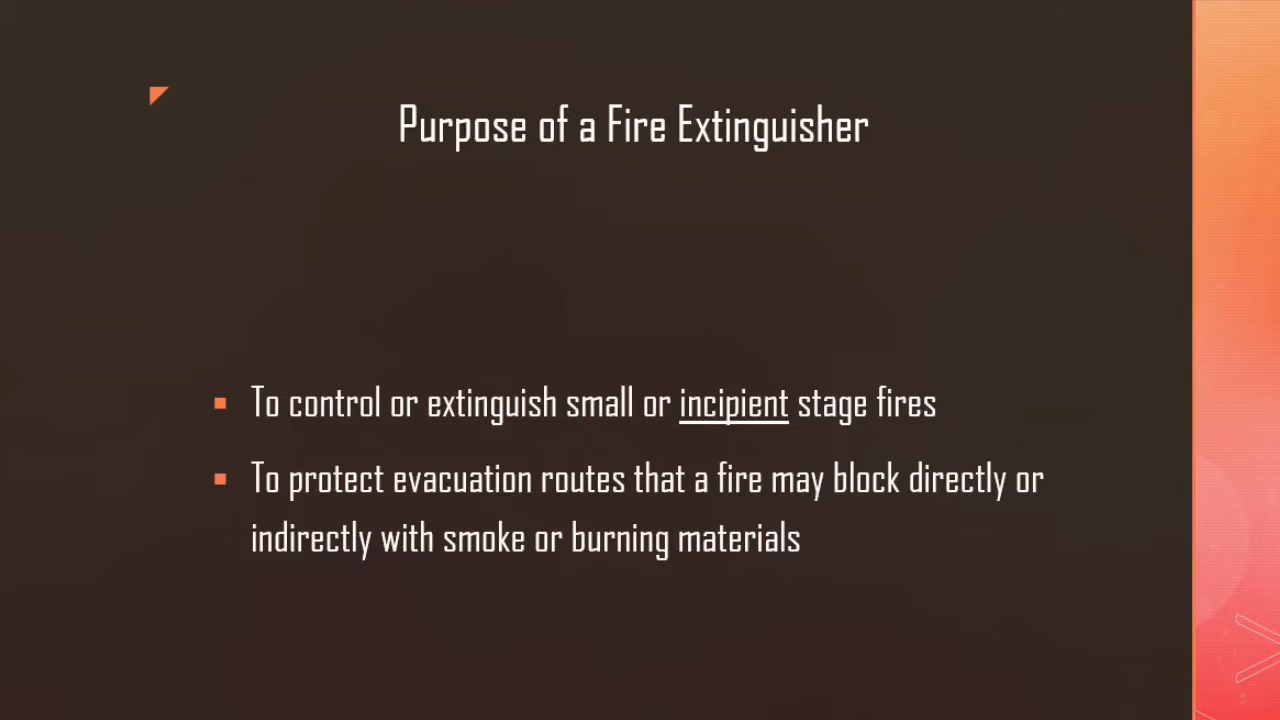 Purpose of a Fire Extinguisher
▪ To control or extinguish small or incipient stage fires
▪ To protect evacuation routes that a fire may block directly or
indirectly with smoke or burning materials